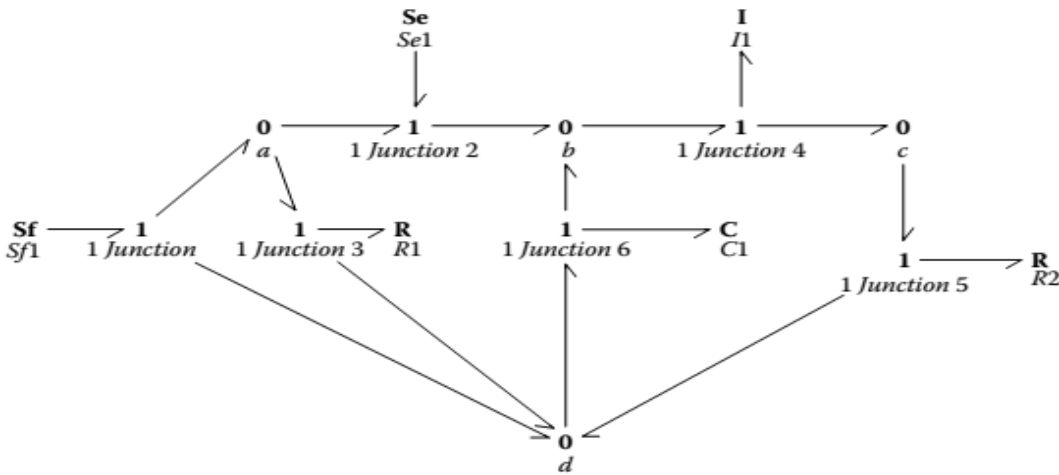 Se I
Se1 I1
0 1 0 1 0
a 1 Junction 2 b 1 Junction 4 c
Sf 1 1 R 1 C
Sf1 1 Junction 1 Junction 3 R1 1 Junction 6 C1
1 R
1 Junction 5 R2
0
d